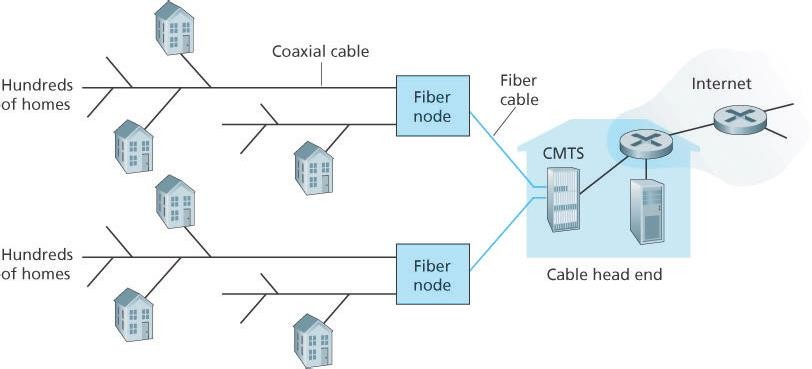 Coaxial cable
Hundreds
of homes
Fiber
node
Fiber
cable
Internet
CMTS
Hundreds
of homes
Fiber
node
Cable head end